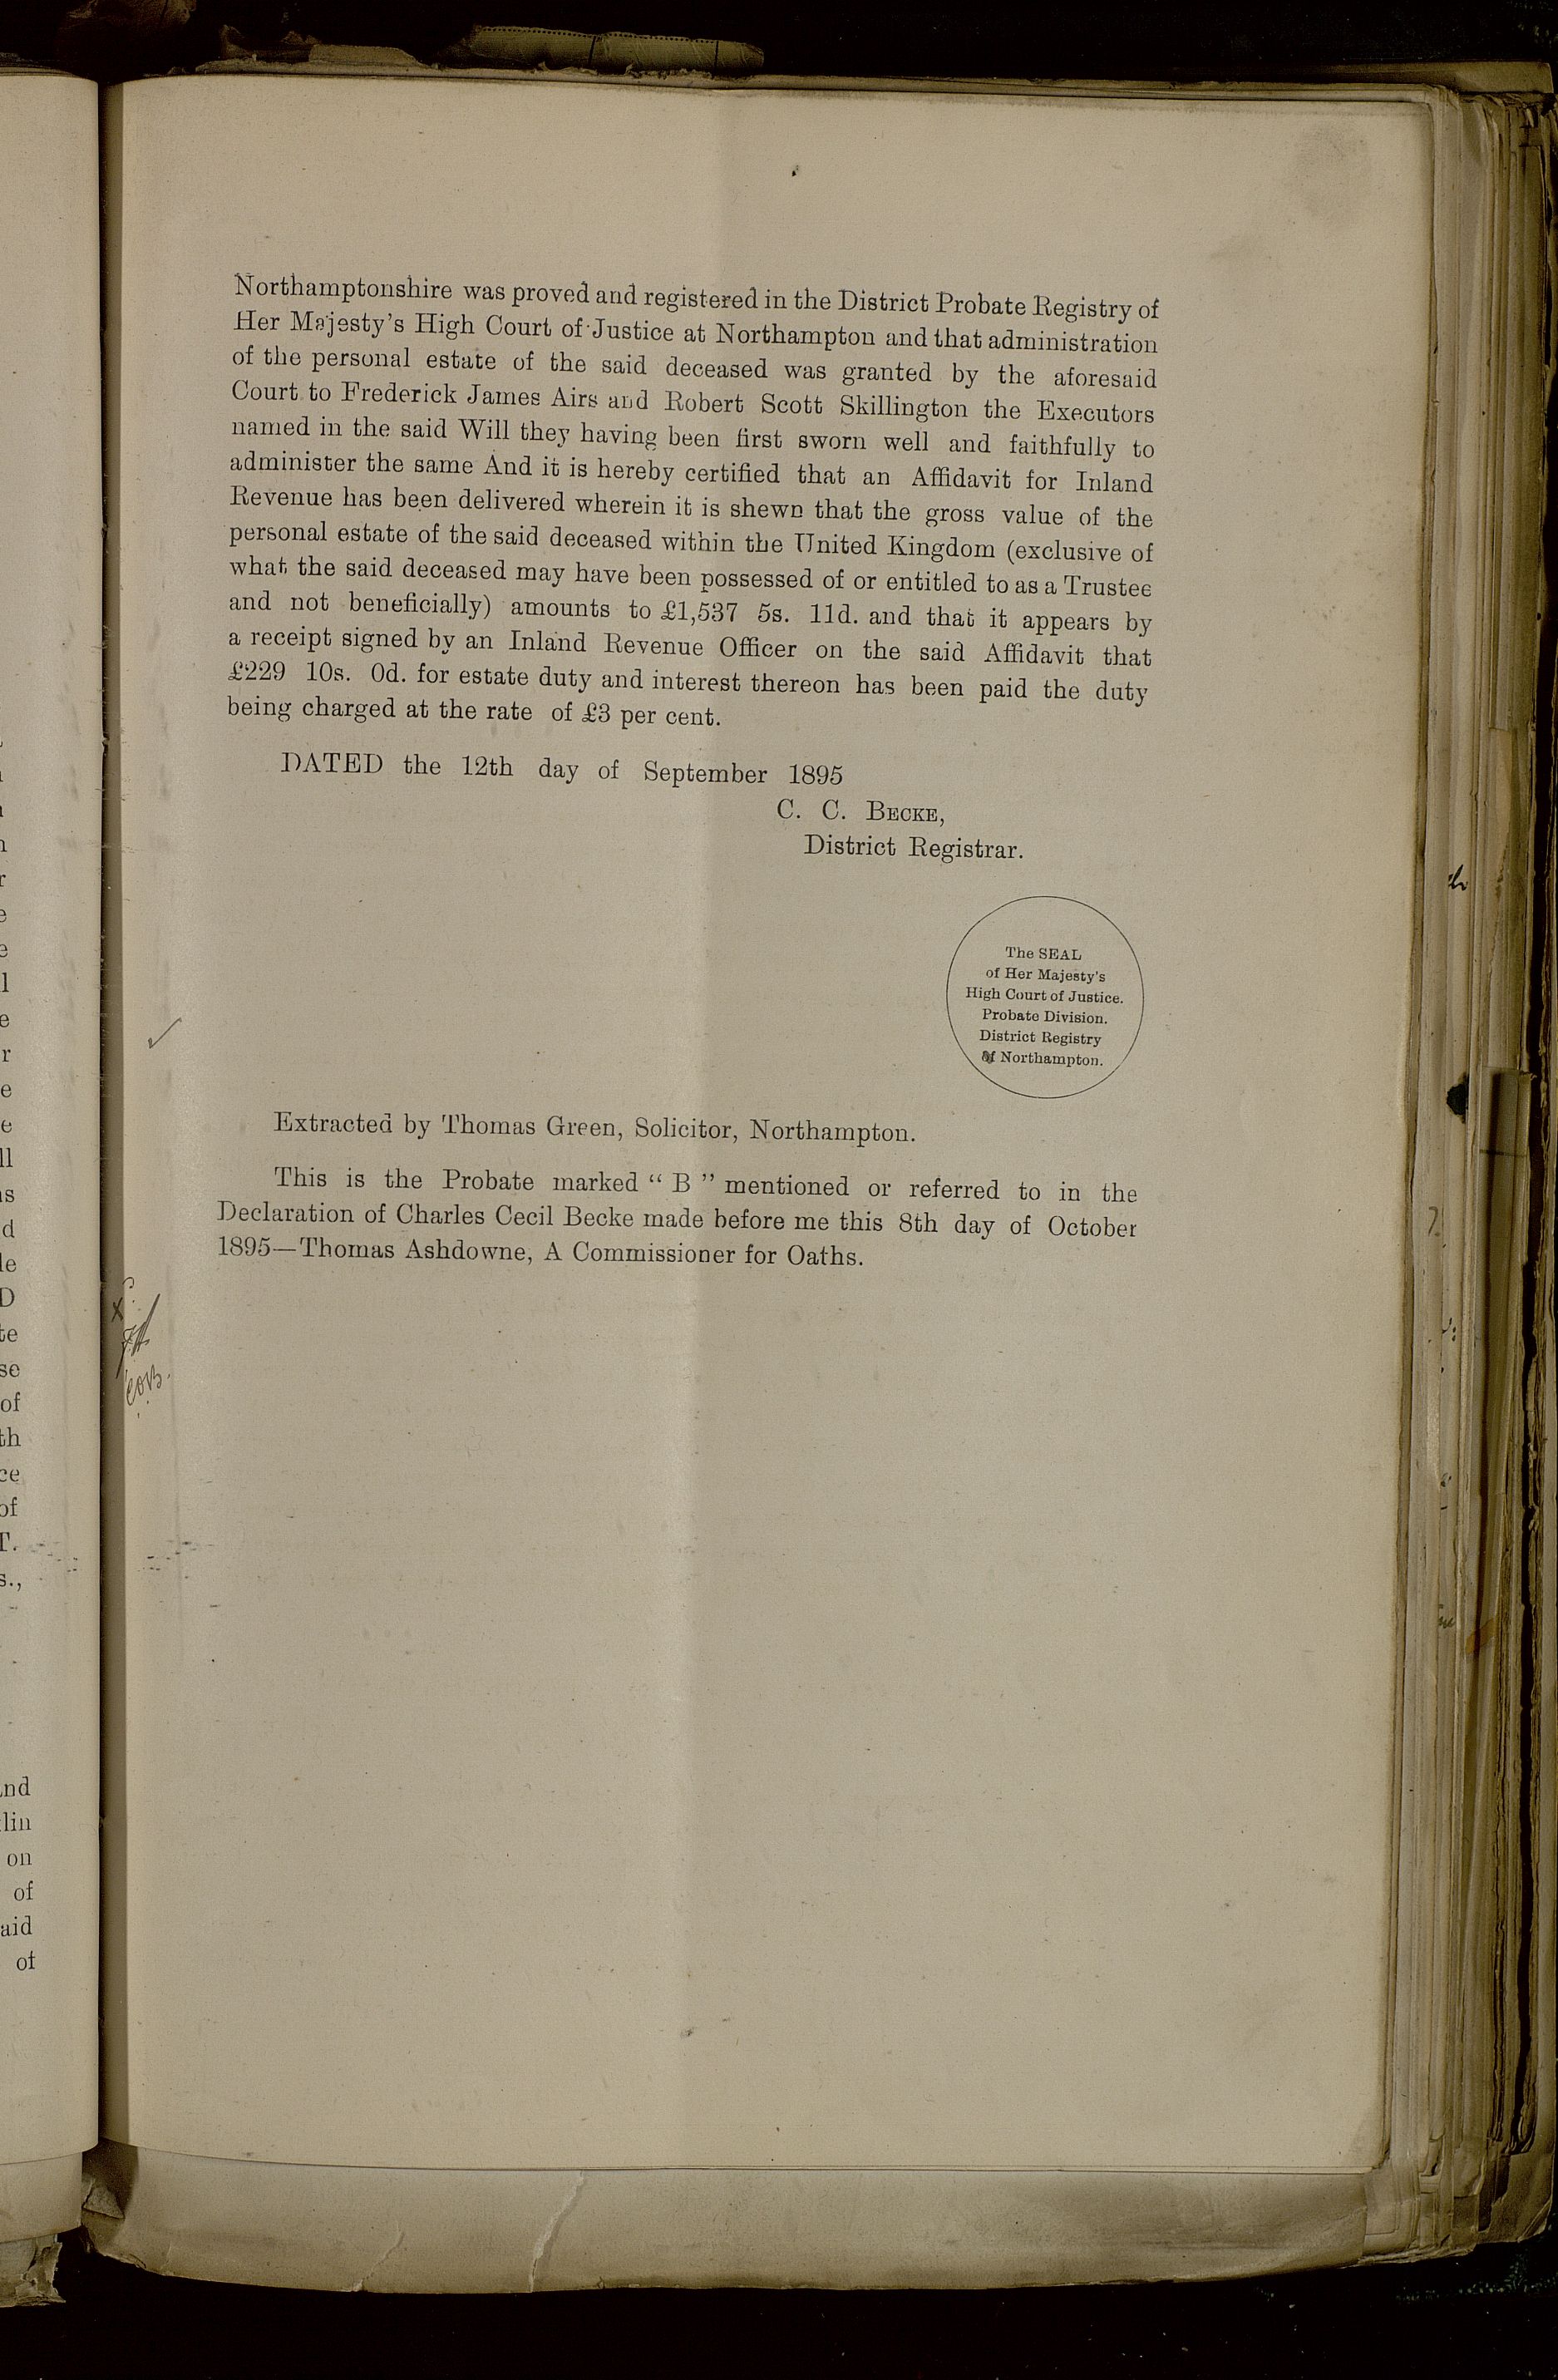 Northamptonshire was proved and registered in the District Probate Registry of
Her Majesty's High Court of Justice at Northampton and that administration
of the personal estate of the said deceased was granted by the aforesaid
Court to Frederick James Airs and Robert Scott Skillington the Executors
named in the said Will they having been first sworn well and faithfully to
administer the same And it is hereby certified that an Affidavit for Inland
Revenue has been delivered wherein it is shewn that the gross value of the
personal estate of the said deceased within the United Kingdom (exclusive of
what the said deceased may have been possessed of or entitled to as a Trustee
and not beneficially) amounts to £1,537 5s. 11d. and that it appears by
a receipt signed by an Inland Revenue Officer on the said Affidavit that
£229 10s. 0d. for estate duty and interest thereon has been paid the duty
being charged at the rate of £3 per cent.
DATED the 12th day of September 1895
C. C. BECKE,
District Registrar.
The SEAL
of Her Majesty's
High Court of Justice.
Probate Division.
District Registry
Northampton.
Extracted by Thomas Green, Solicitor, Northampton.
This is the Probate marked " B " mentioned or referred to in the
Declaration of Charles Cecil Becke made before me this 8th day of October
1895—Thomas Ashdowne, A Commissioner for Oaths.